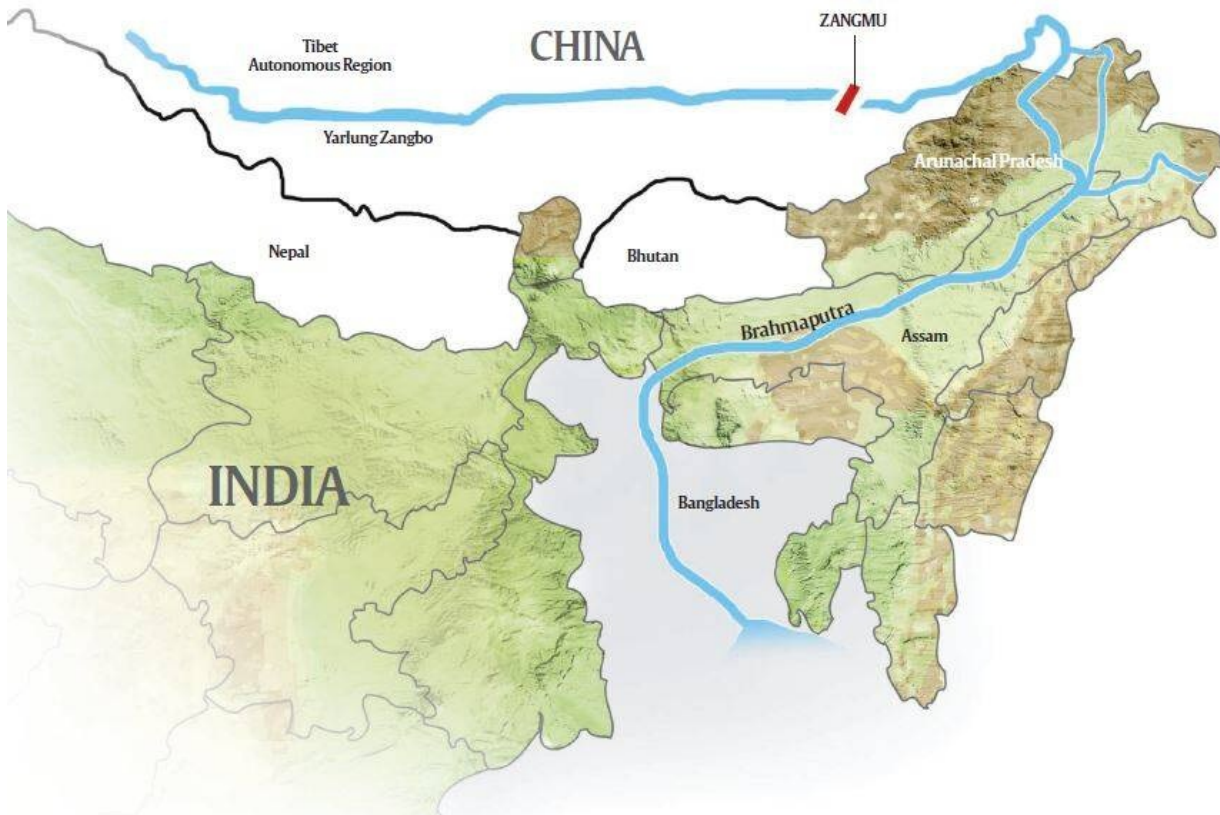 ZANGMU
CHINA
Tibet
Autonomous Region
Yarlung Zangbo
Arunachal Pradesh
Nepal
Bhutan
Brahmaputra
Assam
INDIA
Bangladesh